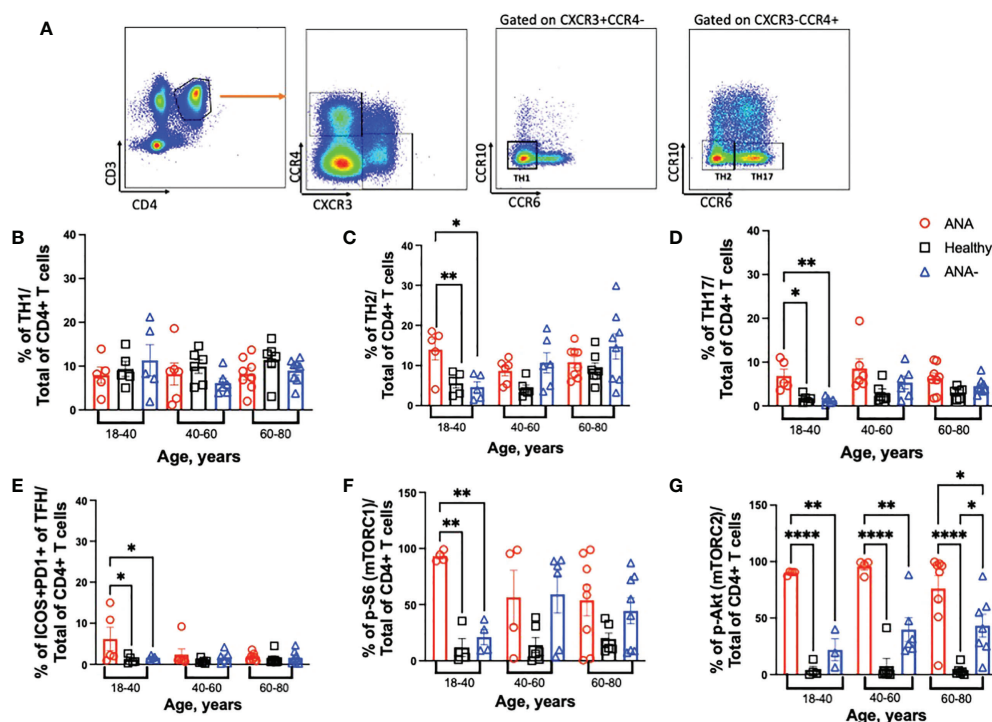 A
Gated on CXCR3+CCR4-
Gated on CXCR3-CCR4+
CD3
CD4
CCR4
CXCR3
CCR10
TH1
CCR6
CCR10
TH2
TH17
CCR6
B
% of TH1/
Total of CD4+ T cells
40
30
20
10
0
18-40
40-60
60-80
Age, years
C
% of TH2/
Total of CD4+ T cells
40
30
20
10
0
*
**
18-40
40-60
60-80
Age, years
D
% of TH17/
Total of CD4+ T cells
40
30
20
10
0
**
*
18-40
40-60
60-80
Age, years
ANA
Healthy
ANA-
E
% of ICOS+PD1+ of TFH/
Total of CD4+ T cells
40
30
20
10
0
*
*
18-40
40-60
60-80
Age, years
F
% of p-S6 (mTORC1)/
Total of CD4+ T cells
150
100
50
0
**
**
18-40
40-60
60-80
Age, years
G
% of p-Akt (mTORC2)/
Total of CD4+ T cells
150
100
50
0
**
****
**
****
*
*
****
18-40
40-60
60-80
Age, years